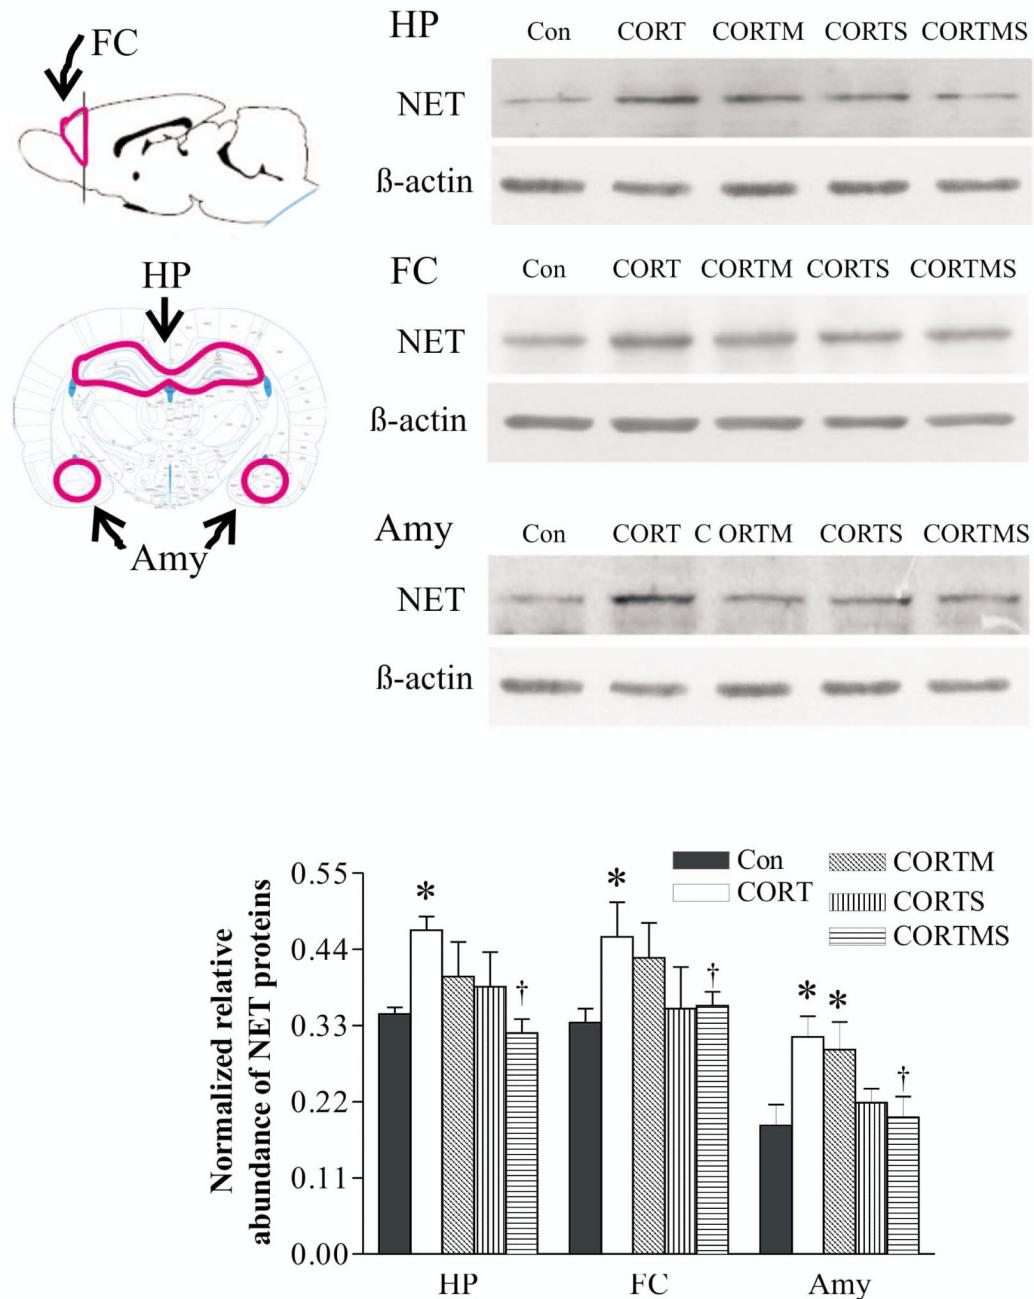 FC
HP
Amy
HP
Con CORT CORTM CORTS CORTMS
NET
ß-actin
FC
Con CORT CORTM CORTS CORTMS
NET
ß-actin
Amy
Con CORT C ORTM CORTS CORTMS
NET
ß-actin
Normalized relative
abundance of NET proteins
0.55
0.44
0.33
0.22
0.11
0.00
Con
CORT
CORTM
CORTS
CORTMS
* * * *
† † †
HP FC Amy